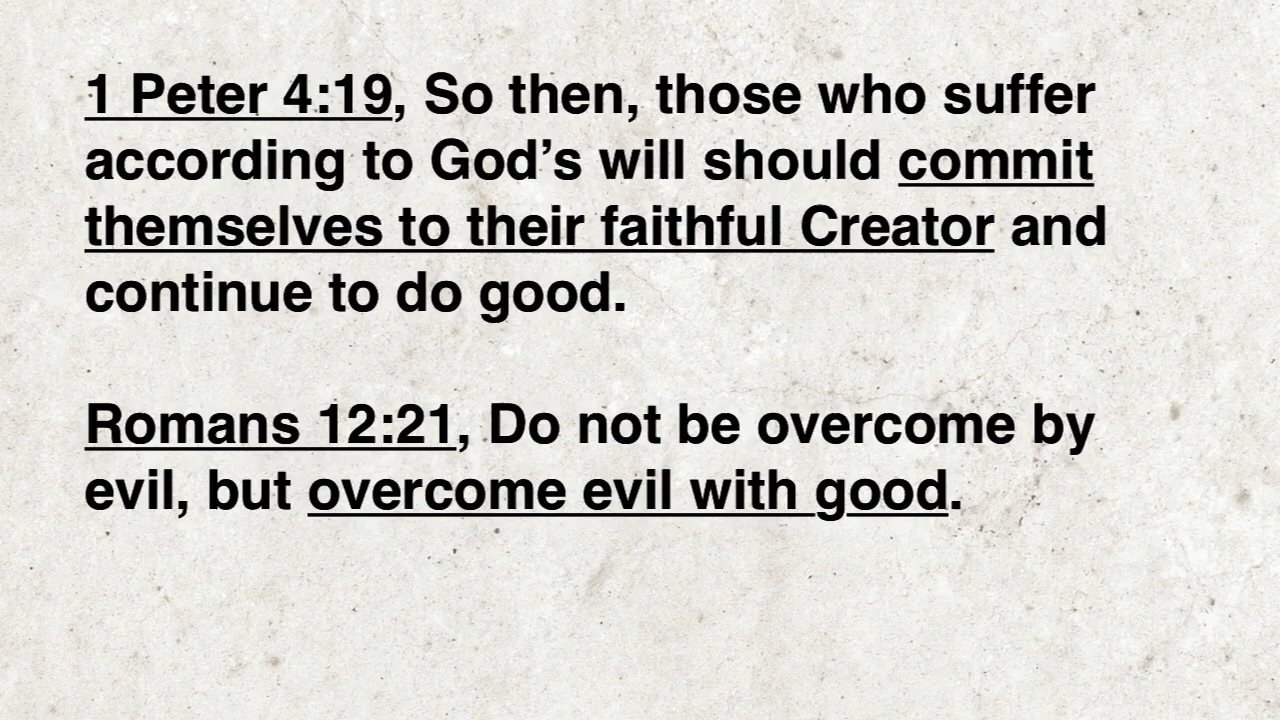 1 Peter 4:19, So then, those who suffer
according to God’s will should commit
themselves to their faithful Creator and
continue to do good.
Romans 12:21, Do not be overcome by
evil, but overcome evil with good.